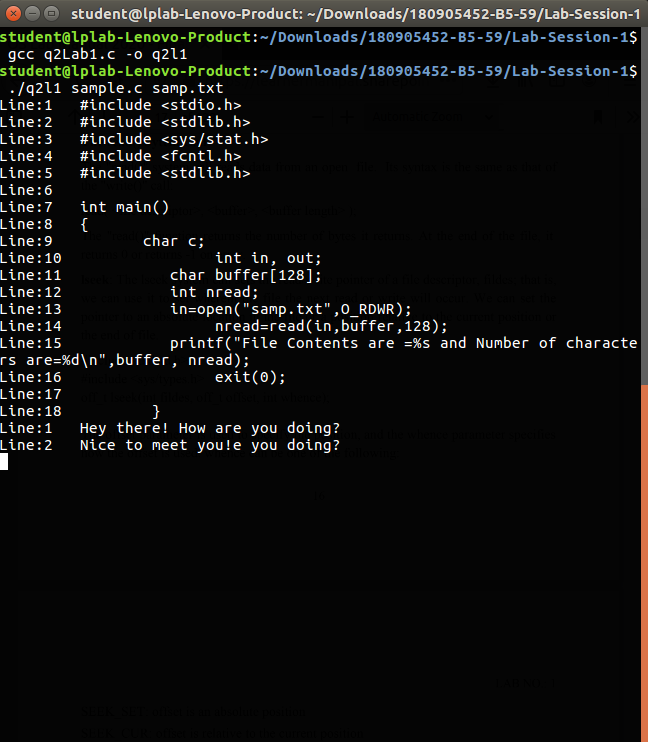 student@lplab-Lenovo-Product: ~/Downloads/180905452-B5-59/Lab-Session-1
student@lplab-Lenovo-Product:~/Downloads/180905452-B5-59/Lab-Session-1$
gcc q2Lab1.c -o q2l1
student@lplab-Lenovo-Product:~/Downloads/180905452-B5-59/Lab-Session-1$
./q2l1 sample.c samp.txt
Line:1   #include <stdio.h>
Line:2   #include <stdlib.h>
Line:3   #include <sys/stat.h>
Line:4   #include <fcntl.h>
Line:5   #include <stdlib.h>
Line:6
Line:7   int main()
Line:8   {
Line:9          char c;
Line:10                 int in, out;
Line:11            char buffer[128];
Line:12            int nread;
Line:13            in=open("samp.txt",O_RDWR);
Line:14                 nread=read(in,buffer,128);
Line:15            printf("File Contents are =%s and Number of characte
rs are=%d\n",buffer, nread);
Line:16                 exit(0);
Line:17
Line:18          }
Line:1   Hey there! How are you doing?
Line:2   Nice to meet you!e you doing?